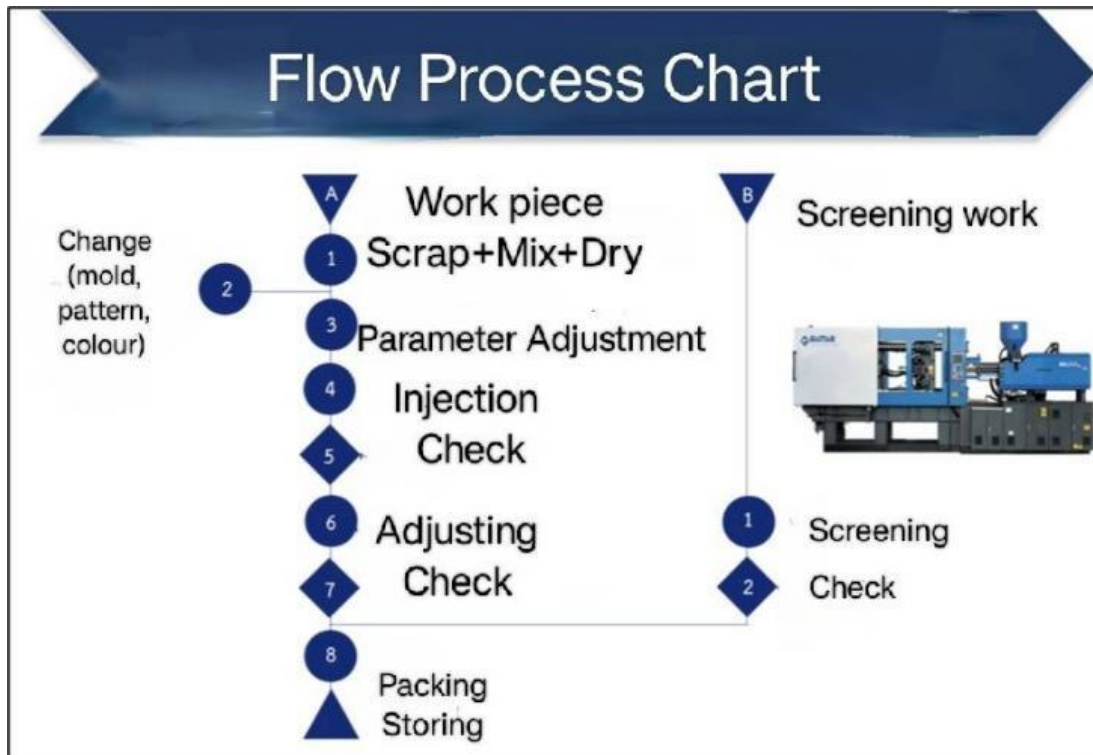 Flow Process Chart
A
Work piece
B
Screening work
1
Scrap+Mix+Dry
Change
(mold,
pattern,
colour)
2
3
Parameter Adjustment
4
Injection
5
Check
6
Adjusting
1
Screening
7
Check
2
Check
8
Packing
Storing